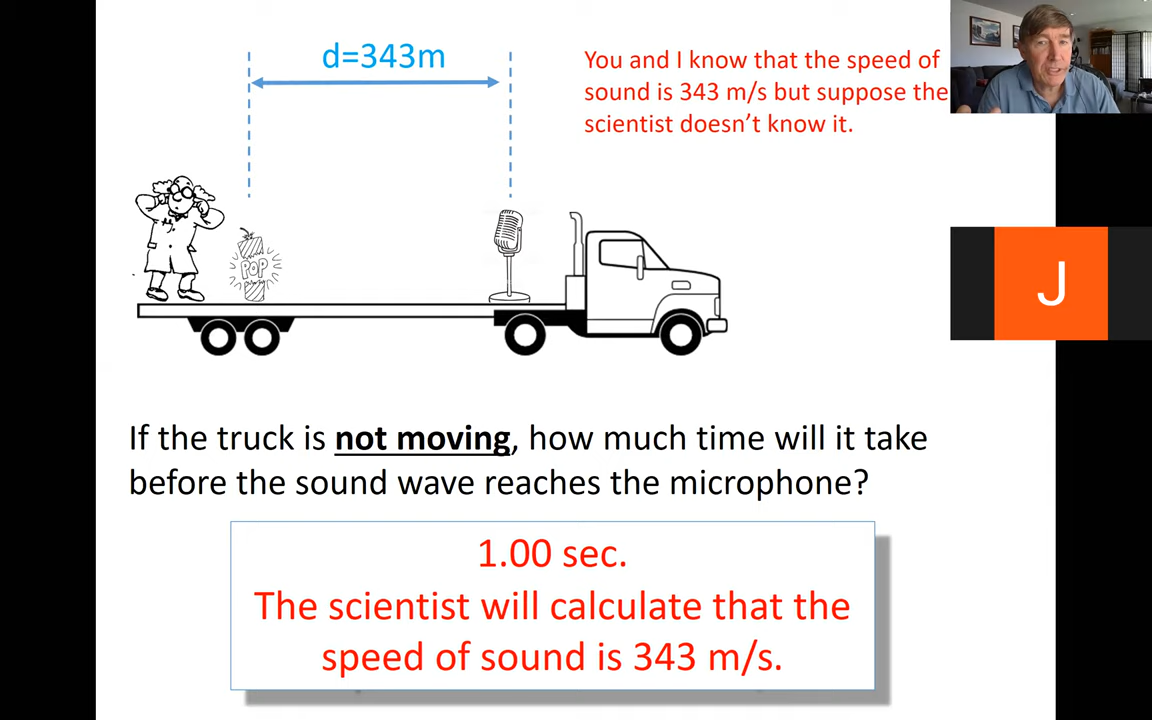 d=343m
You and I know that the speed of
sound is 343 m/s but suppose the
scientist doesn’t know it.
POP
J
If the truck is not moving, how much time will it take
before the sound wave reaches the microphone?
1.00 sec.
The scientist will calculate that the
speed of sound is 343 m/s.